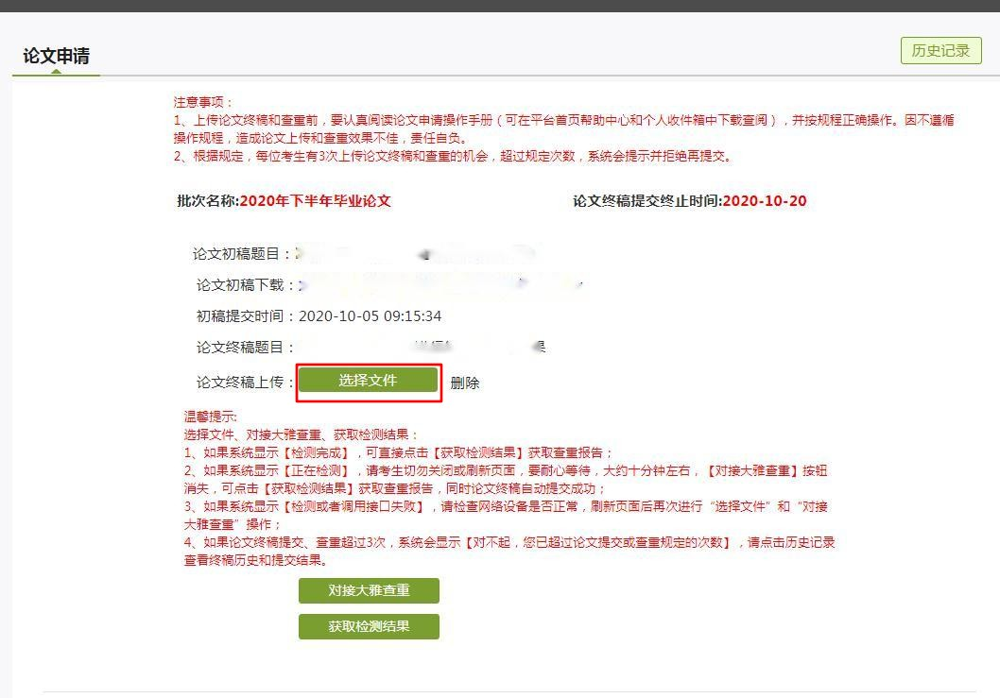 论文申请
历史记录
注意事项：
1、上传论文终稿和查重前，要认真阅读论文申请操作手册（可在平台首页帮助中心和个人收件箱中下载查阅），并按规程正确操作。因不遵循
操作规程，造成论文上传和查重效果不佳，责任自负。
2、根据规定，每位考生有3次上传论文终稿和查重的机会，超过规定次数，系统会提示并拒绝再提交。
批次名称:2020年下半年毕业论文
论文终稿提交终止时间:2020-10-20
论文初稿题目：
论文初稿下载：
初稿提交时间：2020-10-05 09:15:34
论文终稿题目：
论文终稿上传：选择文件 删除
温馨提示:
选择文件、对接大雅查重、获取检测结果：
1、如果系统显示【检测完成】，可直接点击【获取检测结果】获取查重报告；
2、如果系统显示【正在检测】，请考生切勿关闭或刷新页面，要耐心等待，大约十分钟左右，【对接大雅查重】按钮
消失，可点击【获取检测结果】获取查重报告，同时论文终稿自动提交成功；
3、如果系统显示【检测或者调用接口失败】，请检查网络设备是否正常，刷新页面后再次进行“选择文件”和“对接
大雅查重”操作；
4、如果论文终稿提交、查重超过3次，系统会显示【对不起，您已超过论文提交或查重规定的次数】，请点击历史记录
查看终稿历史和提交结果。
对接大雅查重
获取检测结果